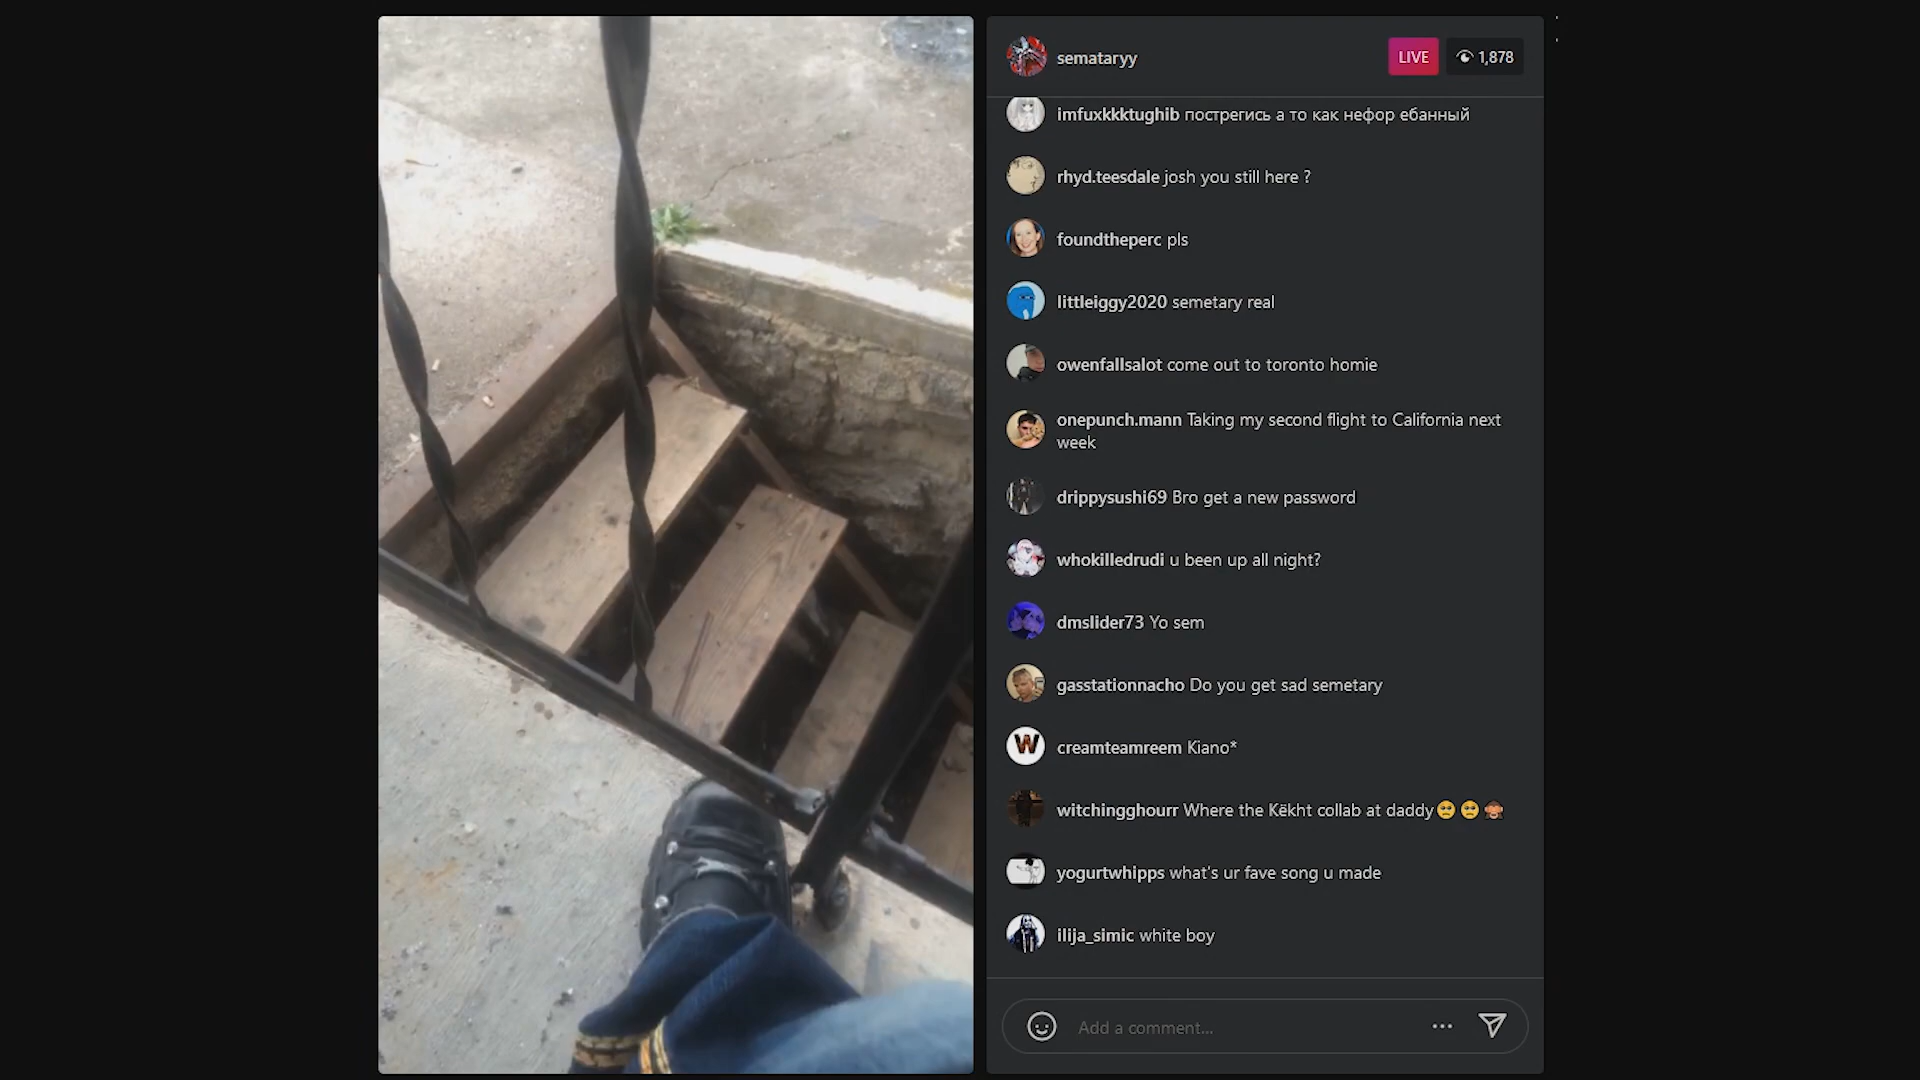 semataryy
LIVE
1,878
imfuxkkktughib пострегись а то как нефор ебанный
rhyd.teesdale josh you still here ?
foundtheperc pls
littleiggy2020 semetary real
owenfallsalot come out to toronto homie
onepunch.mann Taking my second flight to California next
week
drippysushi69 Bro get a new password
whokilledrudi u been up all night?
dmslider73 Yo sem
gasstationnacho Do you get sad semetary
creamteamreem Kiano*
witchingghourr Where the Këkht collab at daddy🥺🥺🙈
yogurtwhipps what's ur fave song u made
ilija_simic white boy
Add a comment...